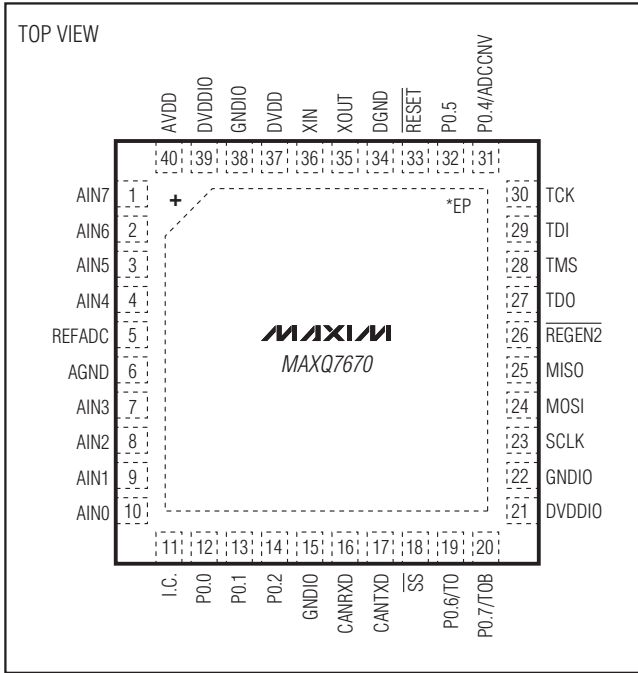 TOP VIEW
AVDD
DVDDIO
GNDIO
DVDD
XIN
XOUT
DGND
RESET
P0.5
P0.4/ADCCNV
40 39 38 37 36 35 34 33 32 31
AIN7 1 + *EP 30 TCK
AIN6 2 29 TDI
AIN5 3 28 TMS
AIN4 4 27 TDO
REFADC 5 MAXIM 26 REGEN2
AGND 6 MAXQ7670 25 MISO
AIN3 7 24 MOSI
AIN2 8 23 SCLK
AIN1 9 22 GNDIO
AIN0 10 21 DVDDIO
11 12 13 14 15 16 17 18 19 20
I.C.
P0.0
P0.1
P0.2
GNDIO
CANRXD
CANTXD
SS
P0.6/T0
P0.7/T0B